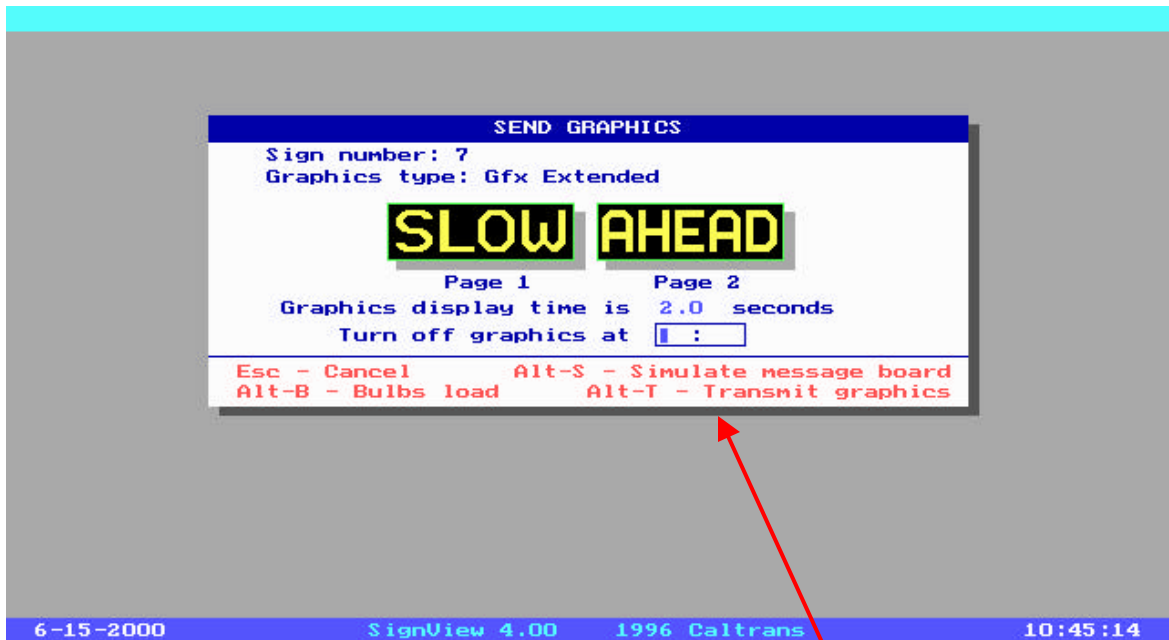 SEND GRAPHICS
Sign number: 7
Graphics type: Gfx Extended
SLOW AHEAD
Page 1 Page 2
Graphics display time is 2.0 seconds
Turn off graphics at :
Esc - Cancel Alt-S - Simulate message board
Alt-B - Bulbs load Alt-T - Transmit graphics
6-15-2000 SignView 4.00 1996 Caltrans 10:45:14